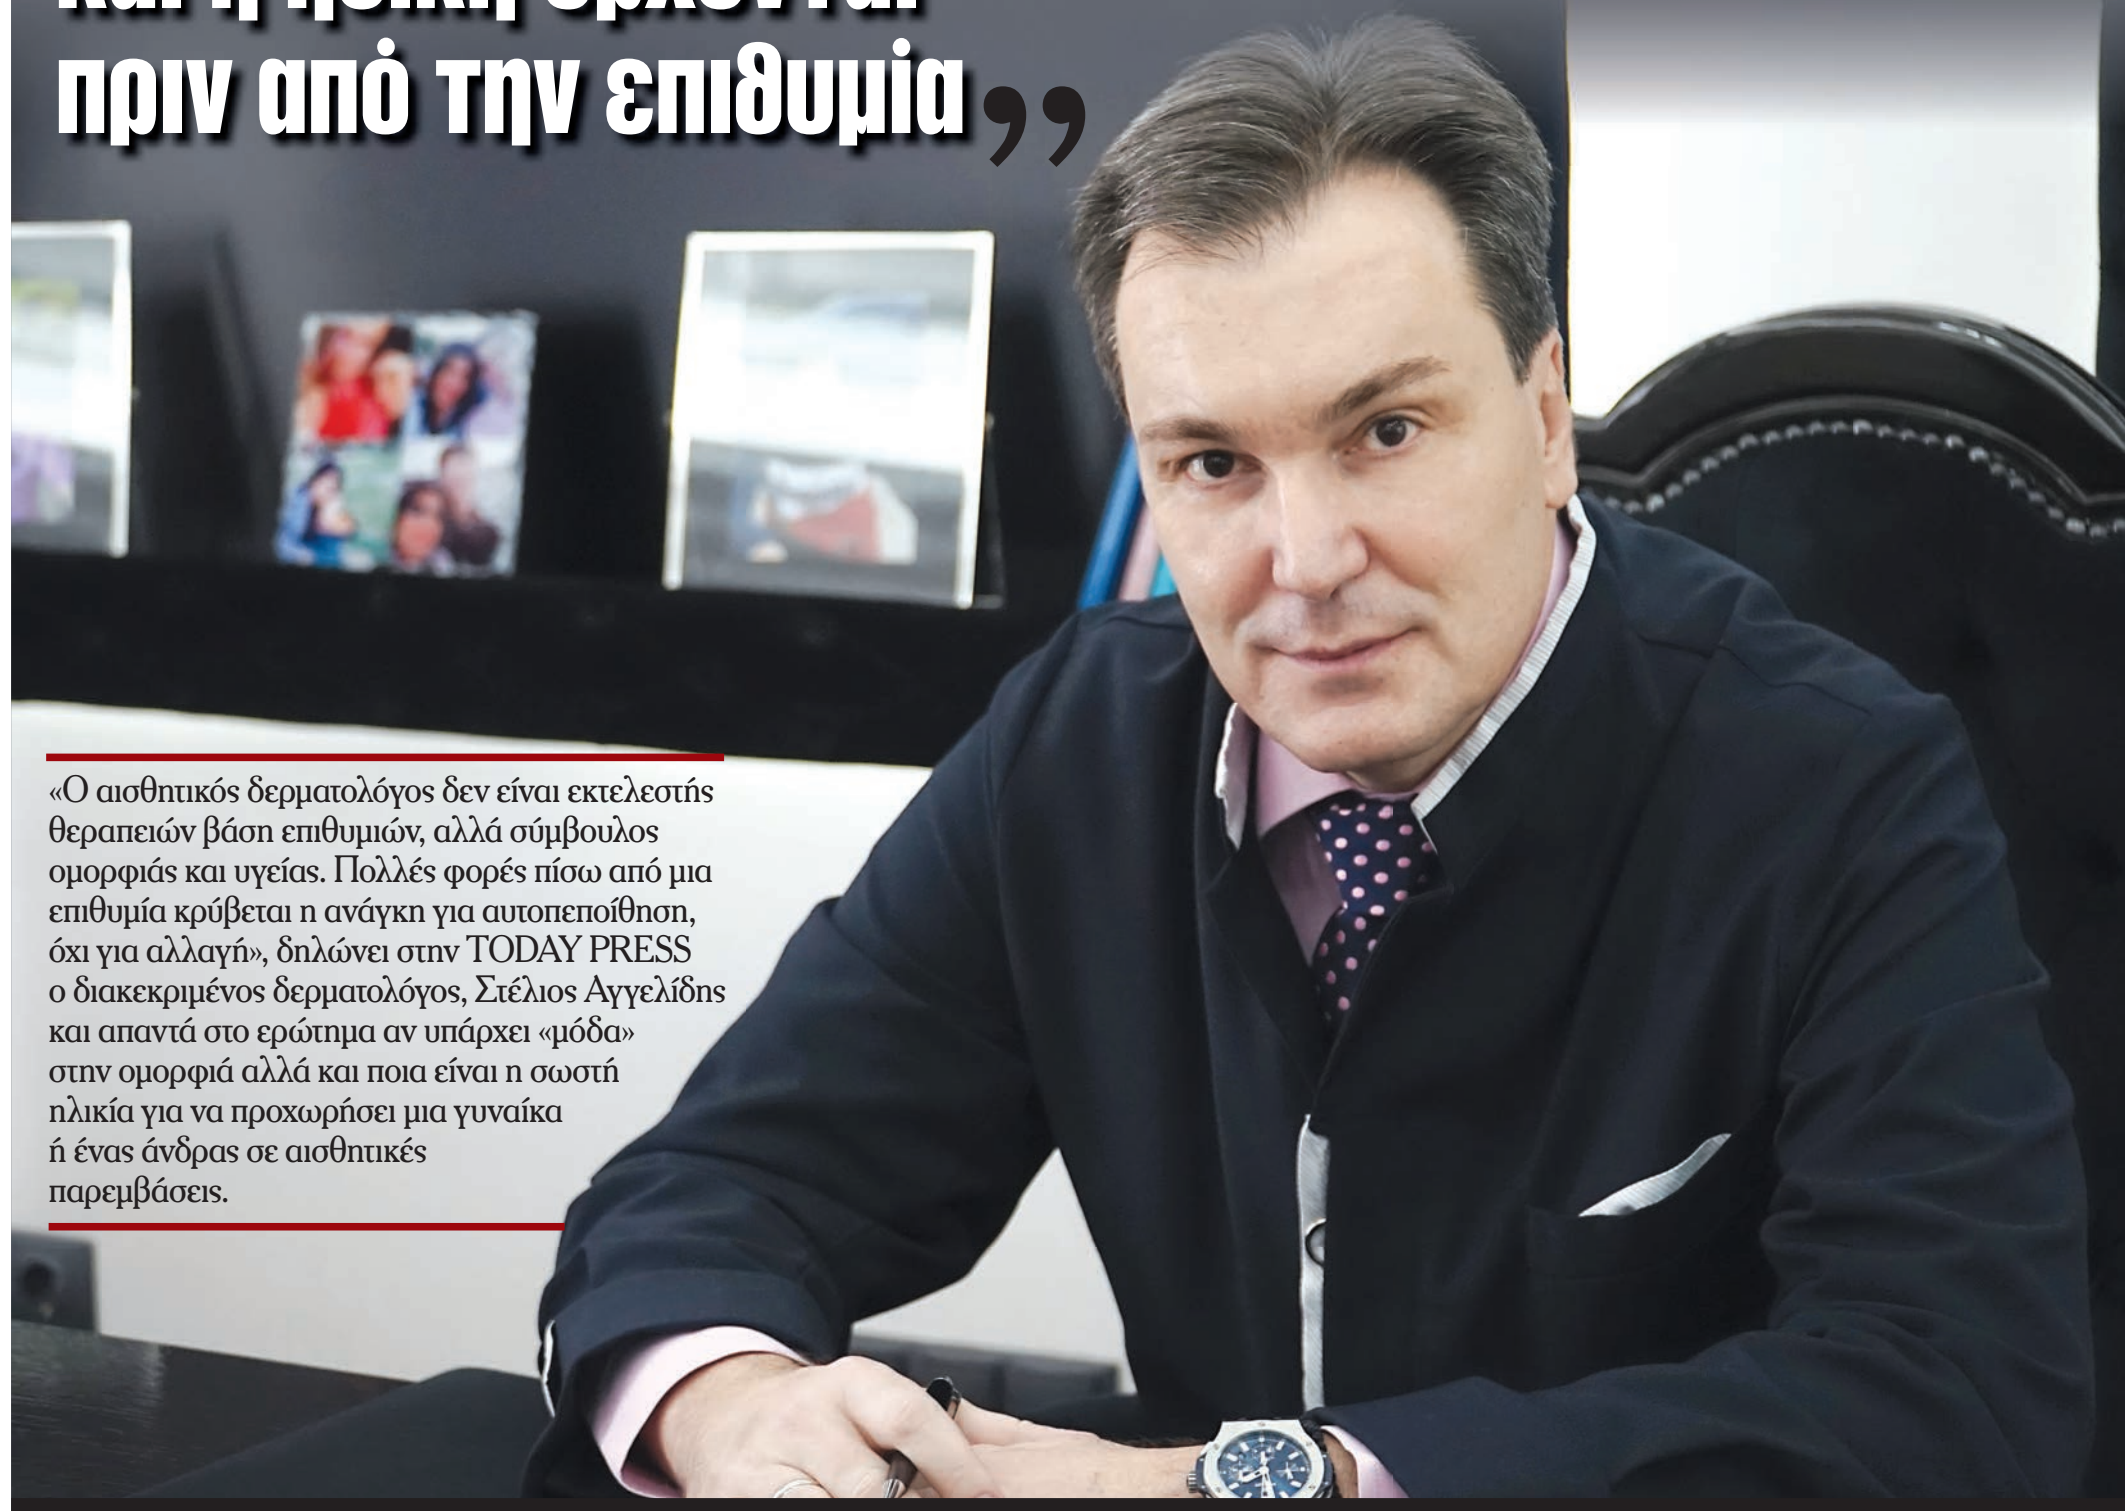 και η ηθική έρχονται
πριν από την επιθυμία”
«Ο αισθητικός δερματολόγος δεν είναι εκτελεστής
θεραπειών βάση επιθυμιών, αλλά σύμβουλος
ομορφιάς και υγείας. Πολλές φορές πίσω από μια
επιθυμία κρύβεται η ανάγκη για αυτοπεποίθηση,
όχι για αλλαγή», δηλώνει στην TODAY PRESS
ο διακεκριμένος δερματολόγος, Στέλιος Αγγελίδης
και απαντά στο ερώτημα αν υπάρχει «μόδα»
στην ομορφιά αλλά και ποια είναι η σωστή
ηλικία για να προχωρήσει μια γυναίκα
ή ένας άνδρας σε αισθητικές
παρεμβάσεις.